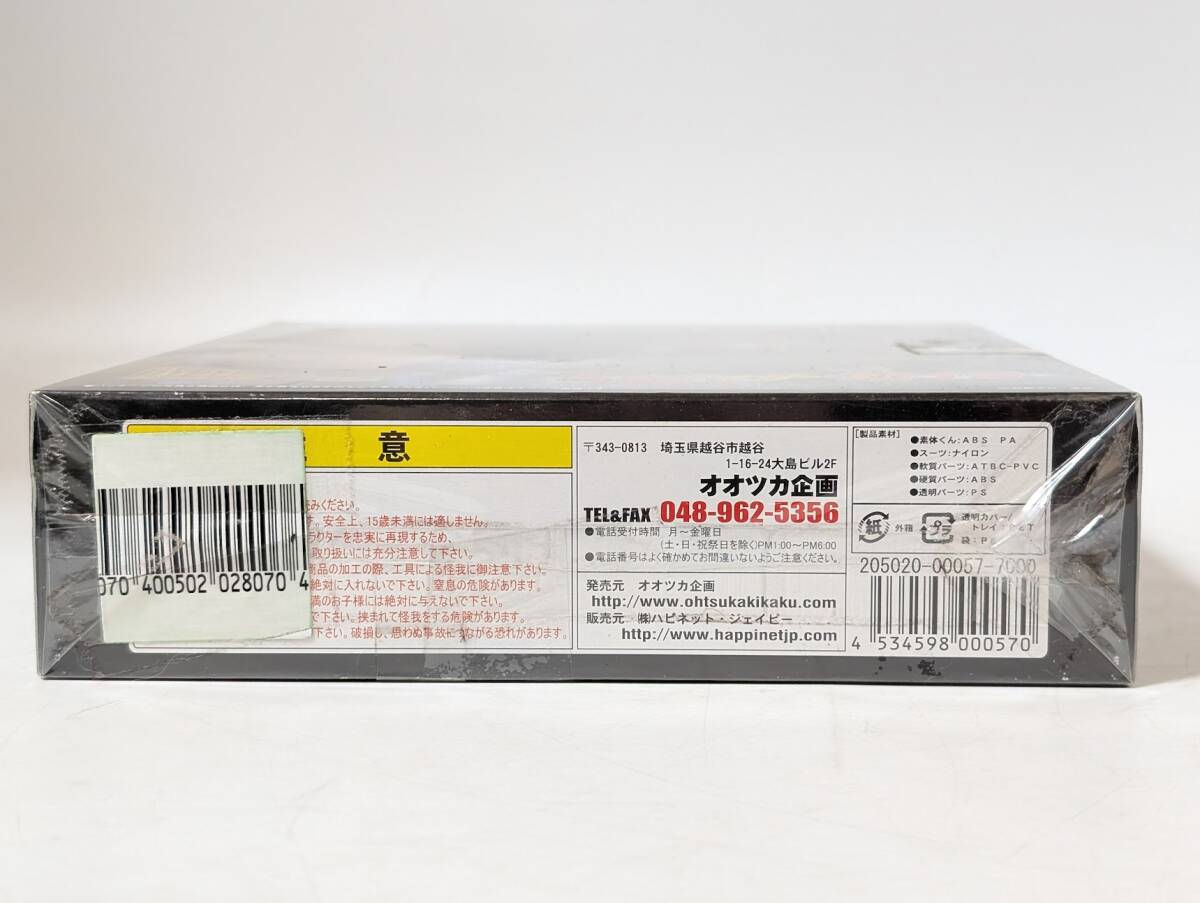 意
みください。
す。安全上、15歳未満には適しません。
ラクターを忠実に再現するため、
取り扱いには充分注意して下さい。
製品の加工の際、工具による怪我に御注意下さい。
絶対に入れないで下さい。窒息の危険があります。
満のお子様には絶対に与えないで下さい。
で下さい。挟まれて怪我をする危険があります。
下さい。破損し、思わぬ事故につながる恐れがあります。
070 400502 028070 4
〒343-0813 埼玉県越谷市越谷
1-16-24大島ビル2F
オオツカ企画
TEL&FAX 048-962-5356
●電話受付時間 月〜金曜日
(土・日・祝祭日を除く)PM1:00〜PM6:00
●電話番号はよく確かめてお間違いないようご注意ください。
発売元 オオツカ企画
http://www.ohtsukakikaku.com
販売元 ㈱ハピネット・ジェイピー
http://www.happinetjp.com
[製品素材]
●素体くん:ABS PA
●スーツ:ナイロン
●軟質パーツ:ATBC-PVC
●硬質パーツ:ABS
●透明パーツ:PS
紙 外箱
プラ 透明カバー/
トレイ:PET
袋:P
205020-00057-7000
4 534598 000570